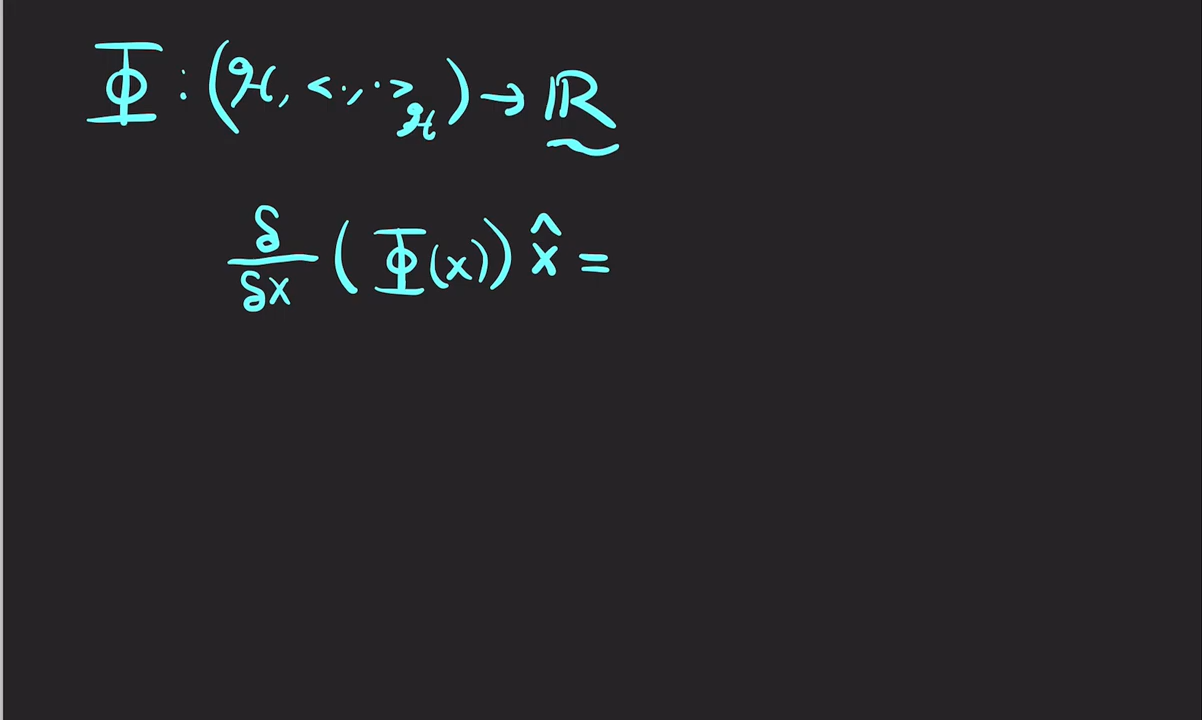 Φ : (ℋ, <·,·>_ℋ) → ℝ
δ/δx (Φ(x)) x̂ =